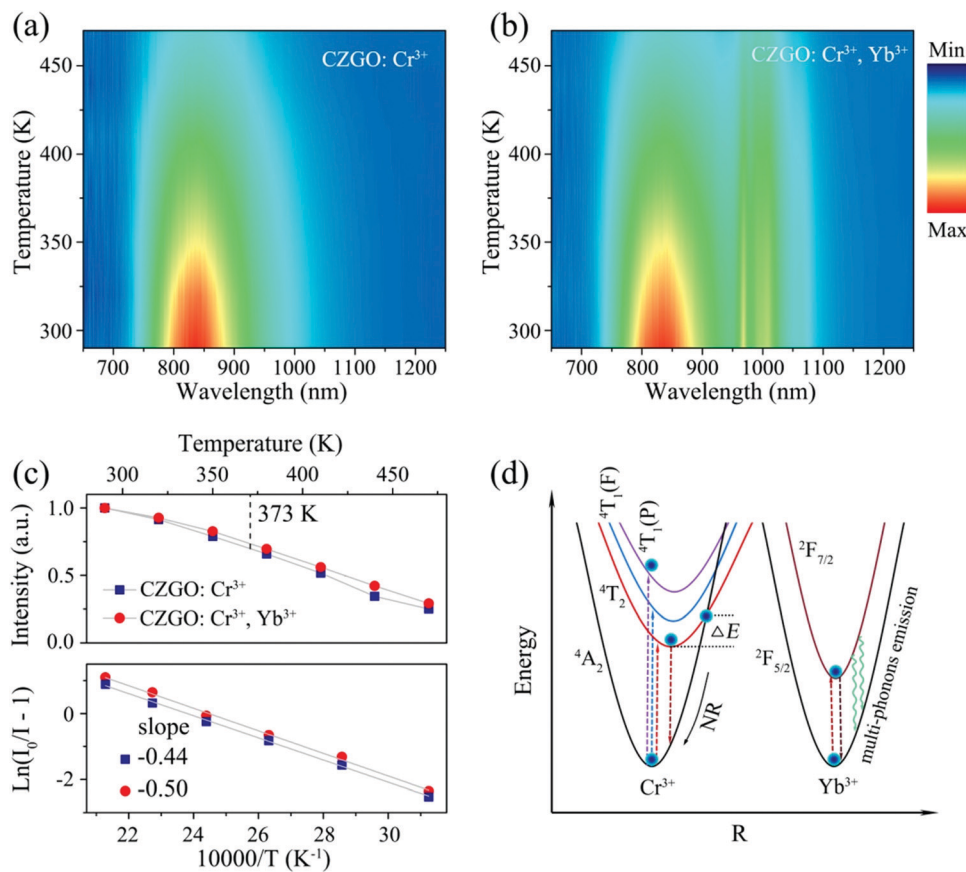 (a)
CZGO: Cr³⁺
Temperature (K)
450
400
350
300
700 800 900 1000 1100 1200
Wavelength (nm)
(b)
CZGO: Cr³⁺, Yb³⁺
Temperature (K)
450
400
350
300
700 800 900 1000 1100 1200
Wavelength (nm)
Min
Max
(c)
Temperature (K)
300 350 400 450
Intensity (a.u.)
1.0
0.5
0.0
373 K
CZGO: Cr³⁺
CZGO: Cr³⁺, Yb³⁺
Ln(I₀/I - 1)
0
-2
slope
-0.44
-0.50
22 24 26 28 30
10000/T (K⁻¹)
(d)
Energy
⁴T₁(F)
⁴T₁(P)
⁴T₂
⁴A₂
ΔE
NR
Cr³⁺
²F₇/₂
²F₅/₂
multi-phonons emission
Yb³⁺
R